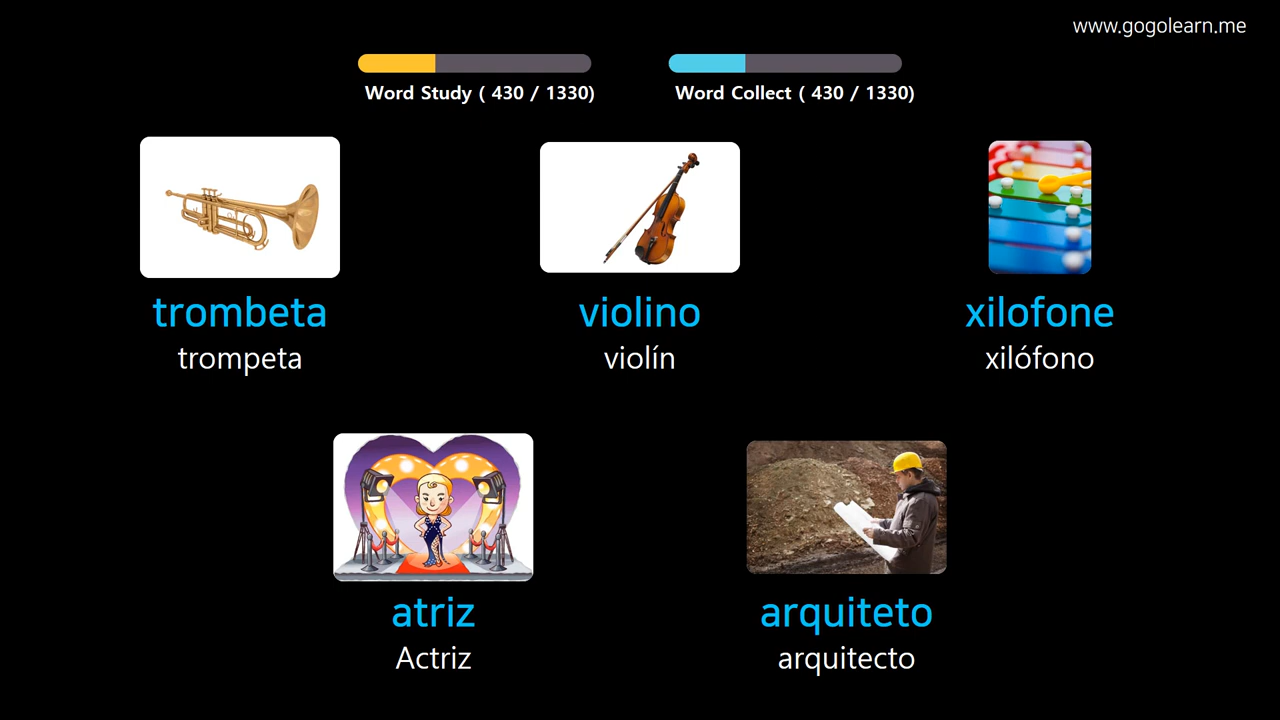 www.gogolearn.me
Word Study ( 430 / 1330)
Word Collect ( 430 / 1330)
trombeta
trompeta
violino
violín
xilofone
xilófono
atriz
Actriz
arquiteto
arquitecto